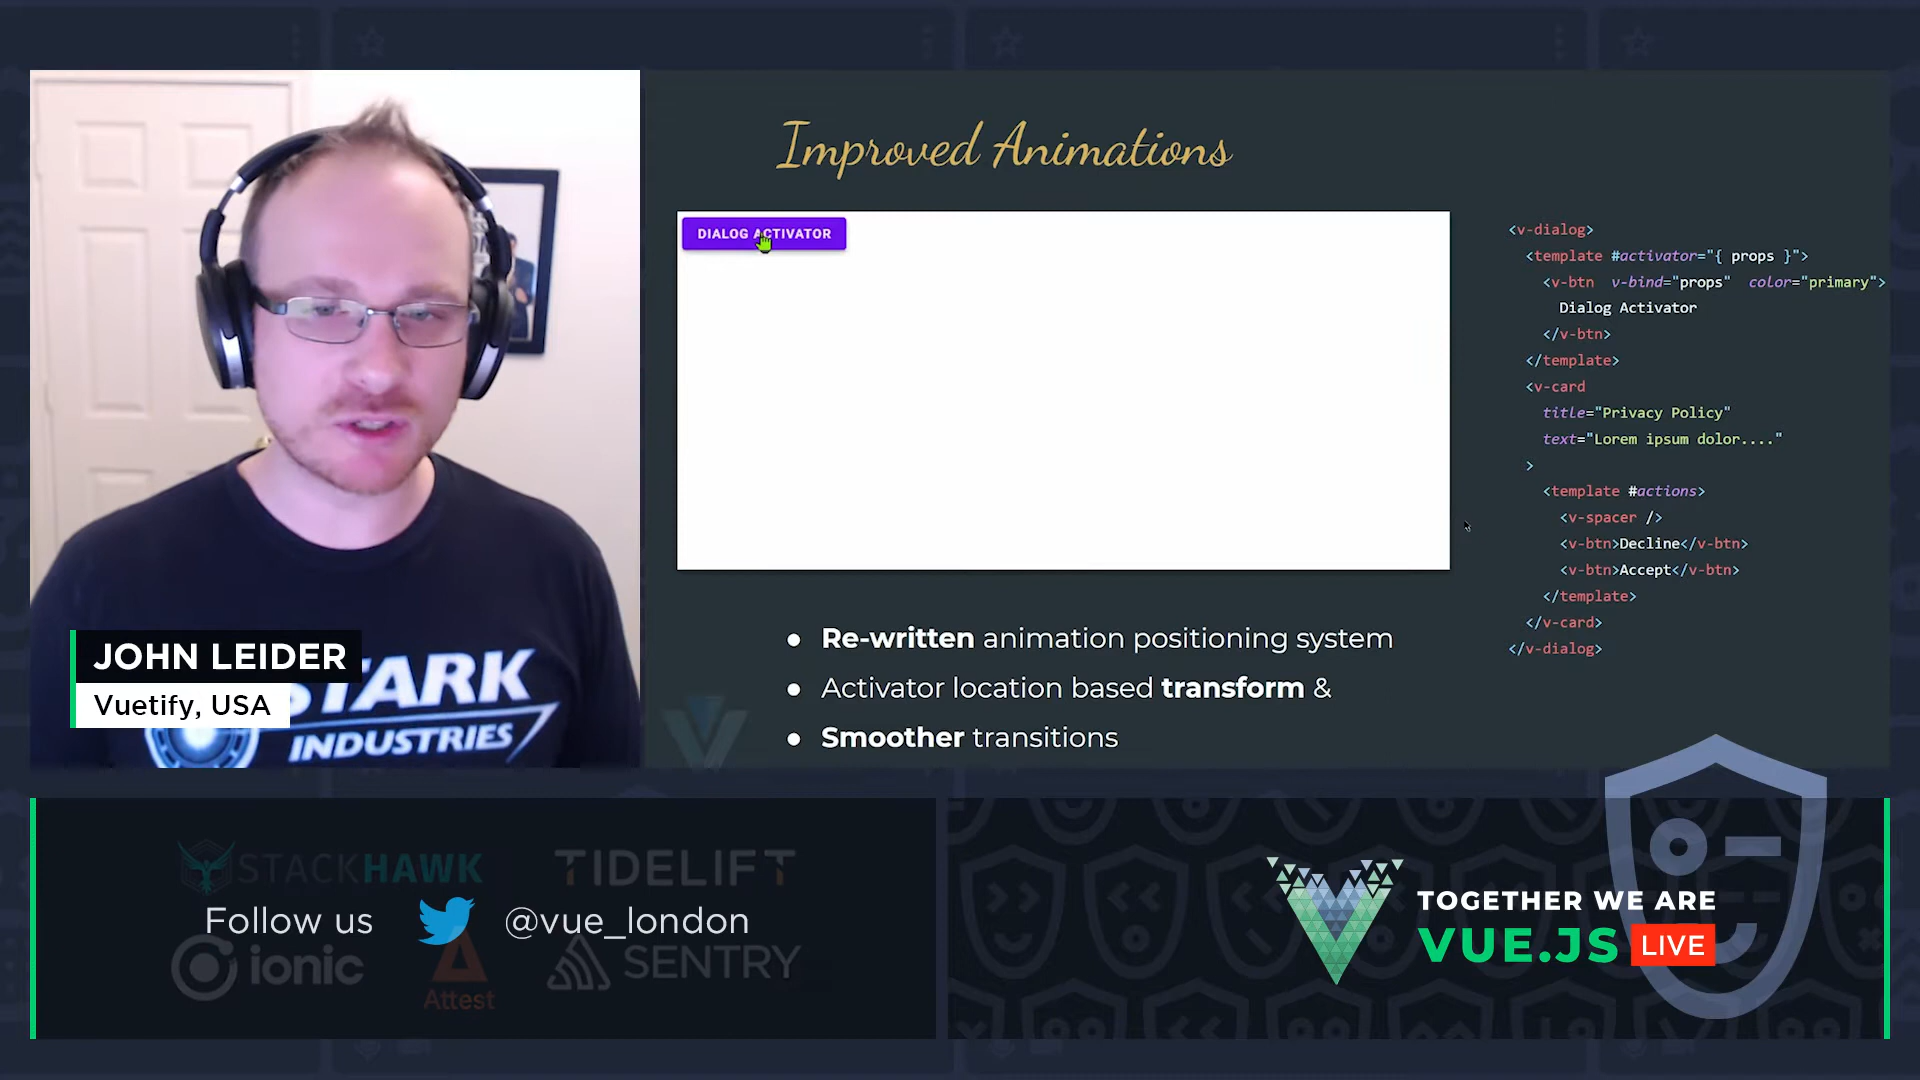 Improved Animations
DIALOG ACTIVATOR
<v-dialog>
<template #activator="{ props }">
<v-btn v-bind="props" color="primary">
Dialog Activator
</v-btn>
</template>
<v-card
title="Privacy Policy"
text="Lorem ipsum dolor...."
>
<template #actions>
<v-spacer />
<v-btn>Decline</v-btn>
<v-btn>Accept</v-btn>
</template>
</v-card>
</v-dialog>
● Re-written animation positioning system
● Activator location based transform &
● Smoother transitions
JOHN LEIDER
Vuetify, USA
STARK
INDUSTRIES
STACKHAWK
TIDELIFT
Follow us
@vue_london
ionic
Attest
SENTRY
TOGETHER WE ARE
VUE.JS LIVE